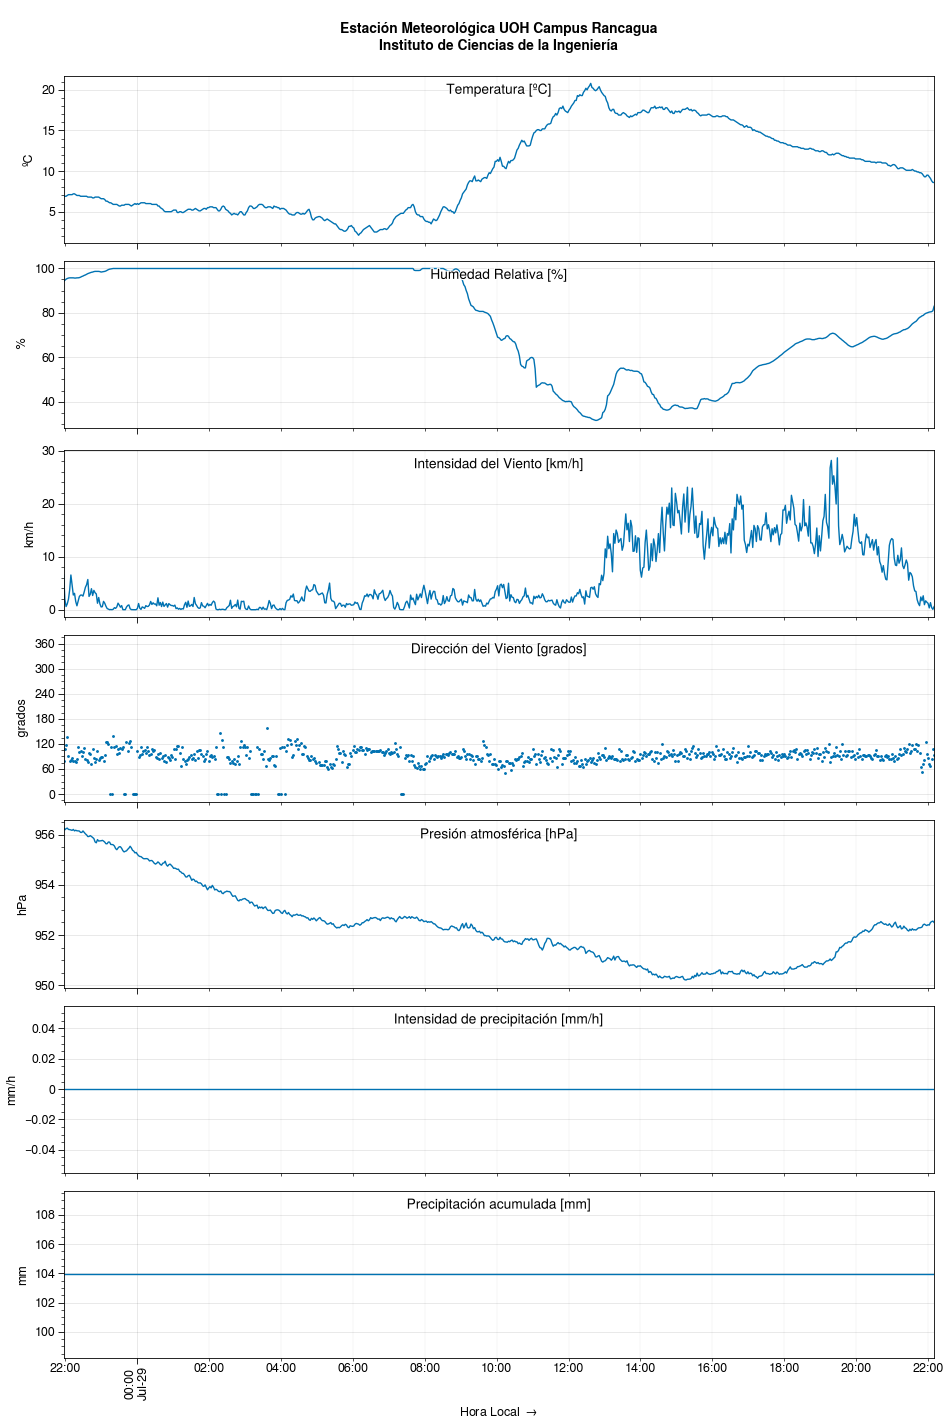 Estación Meteorológica UOH Campus Rancagua
Instituto de Ciencias de la Ingeniería
Temperatura [ºC]
20
15
10
5
ºC
Humedad Relativa [%]
100
80
60
40
%
Intensidad del Viento [km/h]
30
20
10
0
km/h
Dirección del Viento [grados]
360
300
240
180
120
60
0
grados
Presión atmosférica [hPa]
956
954
952
950
hPa
Intensidad de precipitación [mm/h]
0.04
0.02
0
−0.02
−0.04
mm/h
Precipitación acumulada [mm]
108
106
104
102
100
mm
22:00
00:00
Jul-29
02:00
04:00
06:00
08:00
10:00
12:00
14:00
16:00
18:00
20:00
22:00
Hora Local →